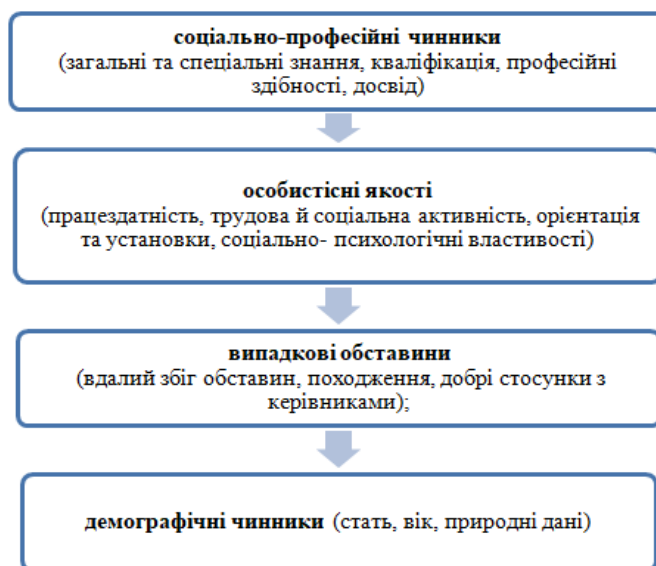 соціально-професійні чинники
(загальні та спеціальні знання, кваліфікація, професійні
здібності, досвід)
особистісні якості
(працездатність, трудова й соціальна активність, орієнтація
та установки, соціально- психологічні властивості)
випадкові обставини
(вдалий збіг обставин, походження, добрі стосунки з
керівниками);
демографічні чинники (стать, вік, природні дані)